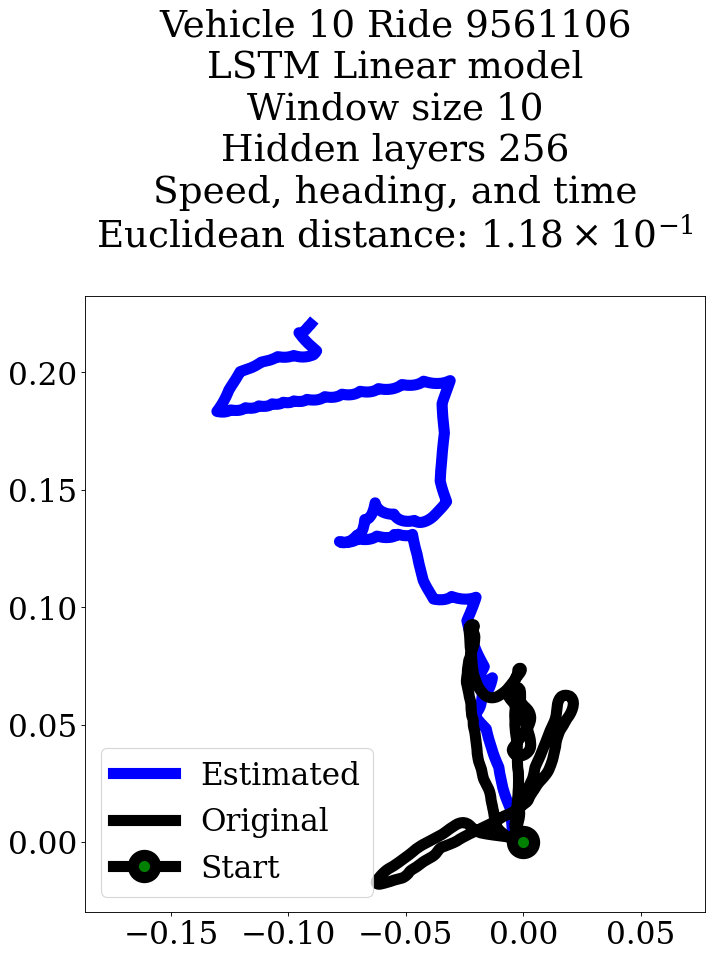 Vehicle 10 Ride 9561106
LSTM Linear model
Window size 10
Hidden layers 256
Speed, heading, and time
Euclidean distance: 1.18 × 10⁻¹
0.20
0.15
0.10
0.05
0.00
Estimated
Original
Start
−0.15 −0.10 −0.05 0.00 0.05